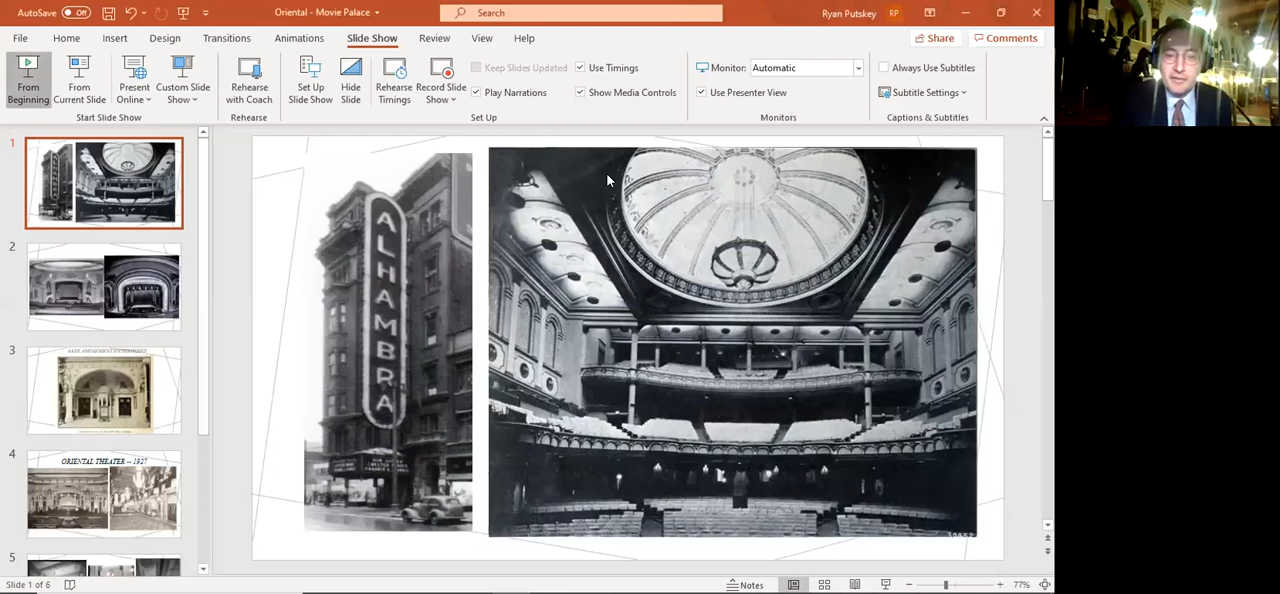 AutoSave Off Oriental - Movie Palace Search Ryan Putskey RP
File Home Insert Design Transitions Animations Slide Show Review View Help Share Comments
From Beginning
From Current Slide
Present Online
Custom Slide Show
Rehearse with Coach
Set Up Slide Show
Hide Slide
Rehearse Timings
Record Slide Show
Keep Slides Updated
Play Narrations
Use Timings
Show Media Controls
Monitor: Automatic
Use Presenter View
Always Use Subtitles
Subtitle Settings
Start Slide Show Rehearse Set Up Monitors Captions & Subtitles
1
2
3
4
ORIENTAL THEATER - 1927
5
ALHAMBRA
Slide 1 of 6 Notes 77%